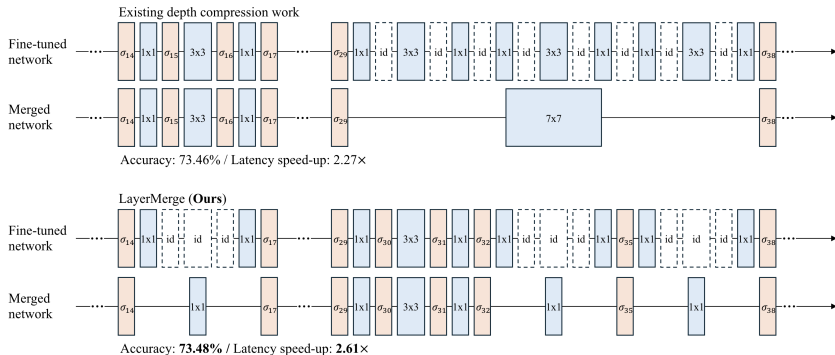 Existing depth compression work
Fine-tuned network ... σ14 1x1 σ15 3x3 σ16 1x1 σ17 ... σ29 1x1 id 3x3 id 1x1 id 1x1 id 3x3 id 1x1 id 1x1 id 3x3 id 1x1 σ38 ...
Merged network ... σ14 1x1 σ15 3x3 σ16 1x1 σ17 ... σ29 7x7 σ38 ...
Accuracy: 73.46% / Latency speed-up: 2.27×
LayerMerge (Ours)
Fine-tuned network ... σ14 1x1 id id id 1x1 σ17 ... σ29 1x1 σ30 3x3 σ31 1x1 σ32 1x1 id id id 1x1 σ35 1x1 id id id 1x1 σ38 ...
Merged network ... σ14 1x1 σ17 ... σ29 1x1 σ30 3x3 σ31 1x1 σ32 1x1 σ35 1x1 σ38 ...
Accuracy: 73.48% / Latency speed-up: 2.61×